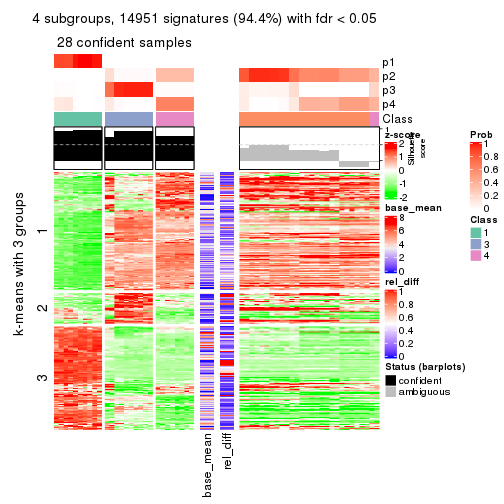 4 subgroups, 14951 signatures (94.4%) with fdr < 0.05
28 confident samples
p1
p2
p3
p4
Class
1
Silhouette
score
k-means with 3 groups
1
2
3
base_mean
rel_diff
z-score
2
1
0
-1
-2
base_mean
8
6
4
2
0
rel_diff
1
0.8
0.6
0.4
0.2
0
Status (barplots)
confident
ambiguous
Prob
1
0.8
0.6
0.4
0.2
0
Class
1
3
4